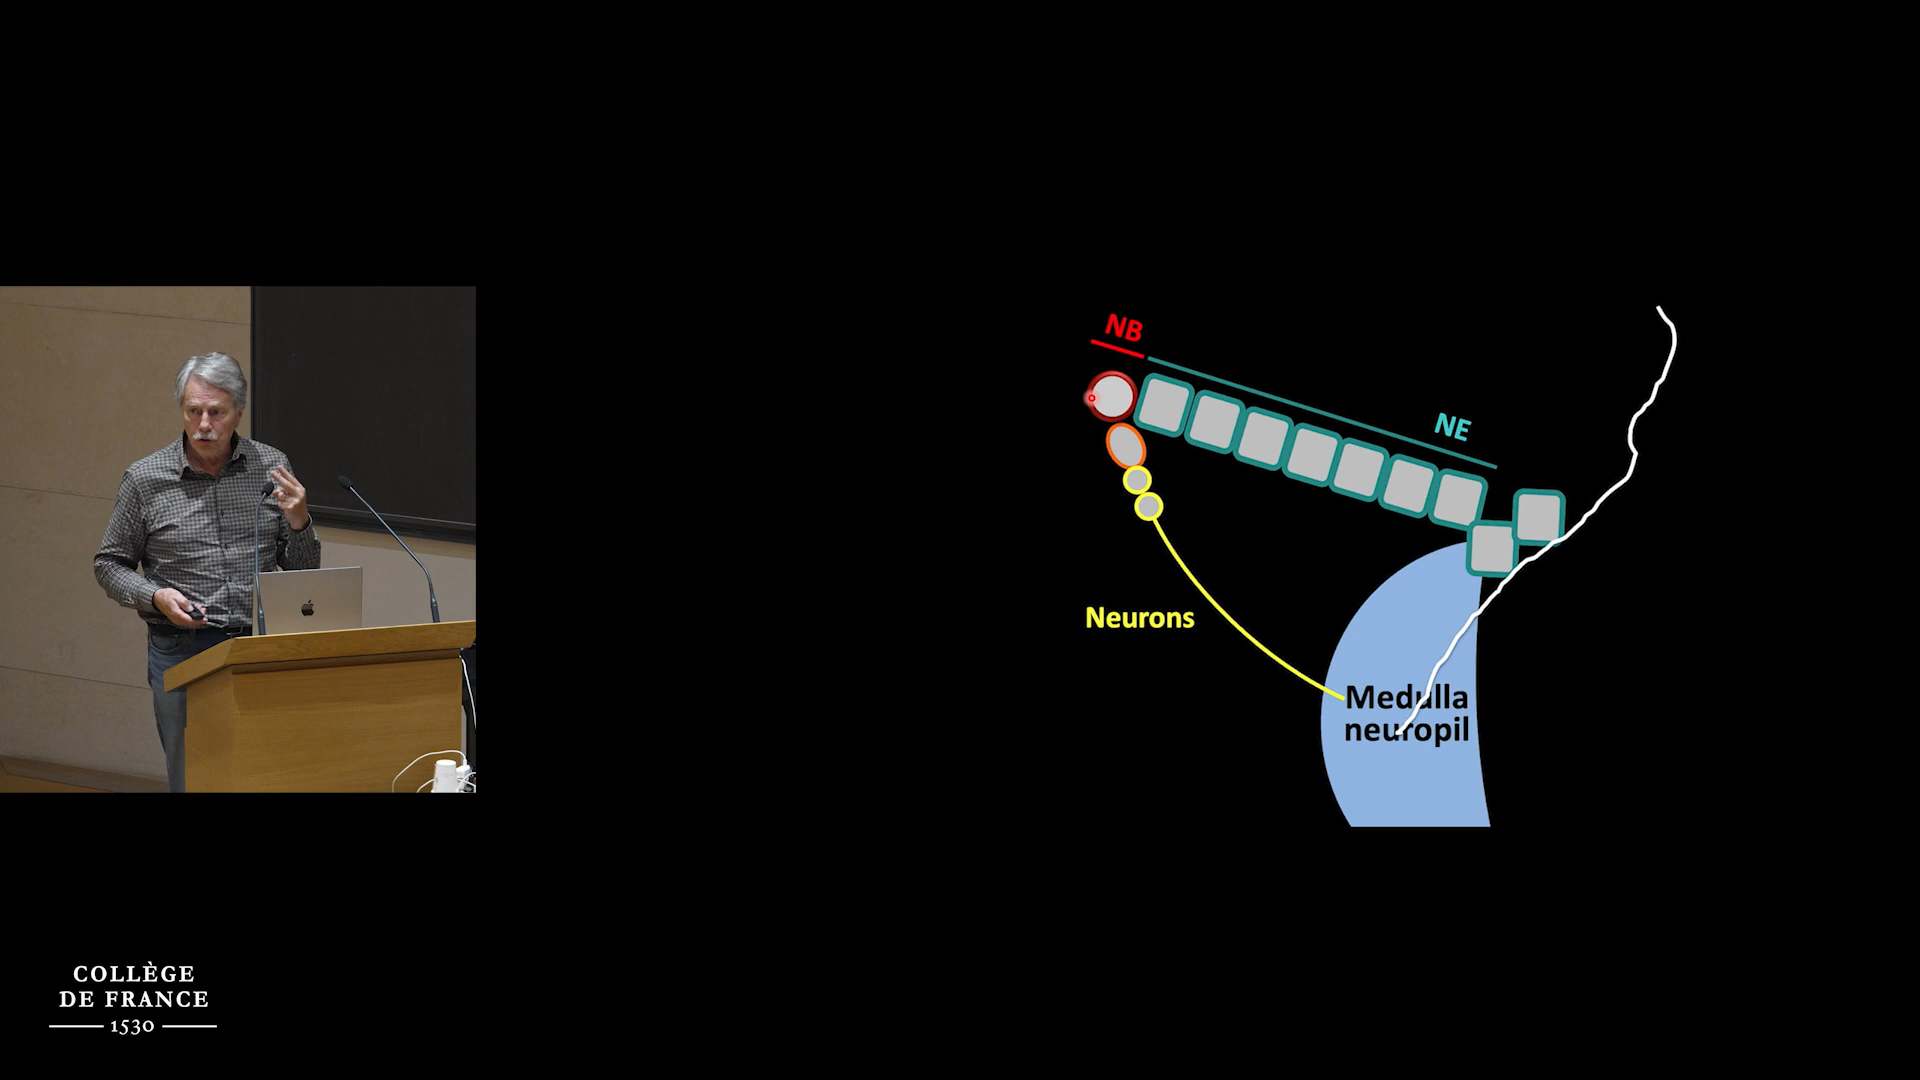 NB
NE
Neurons
Medulla
neuropil
COLLÈGE
DE FRANCE
1530